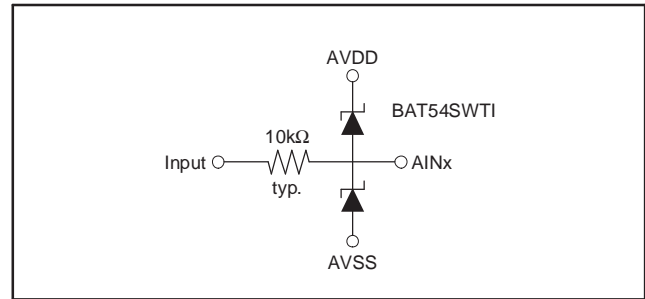 AVDD
BAT54SWTI
10kΩ
Input
AINx
typ.
AVSS